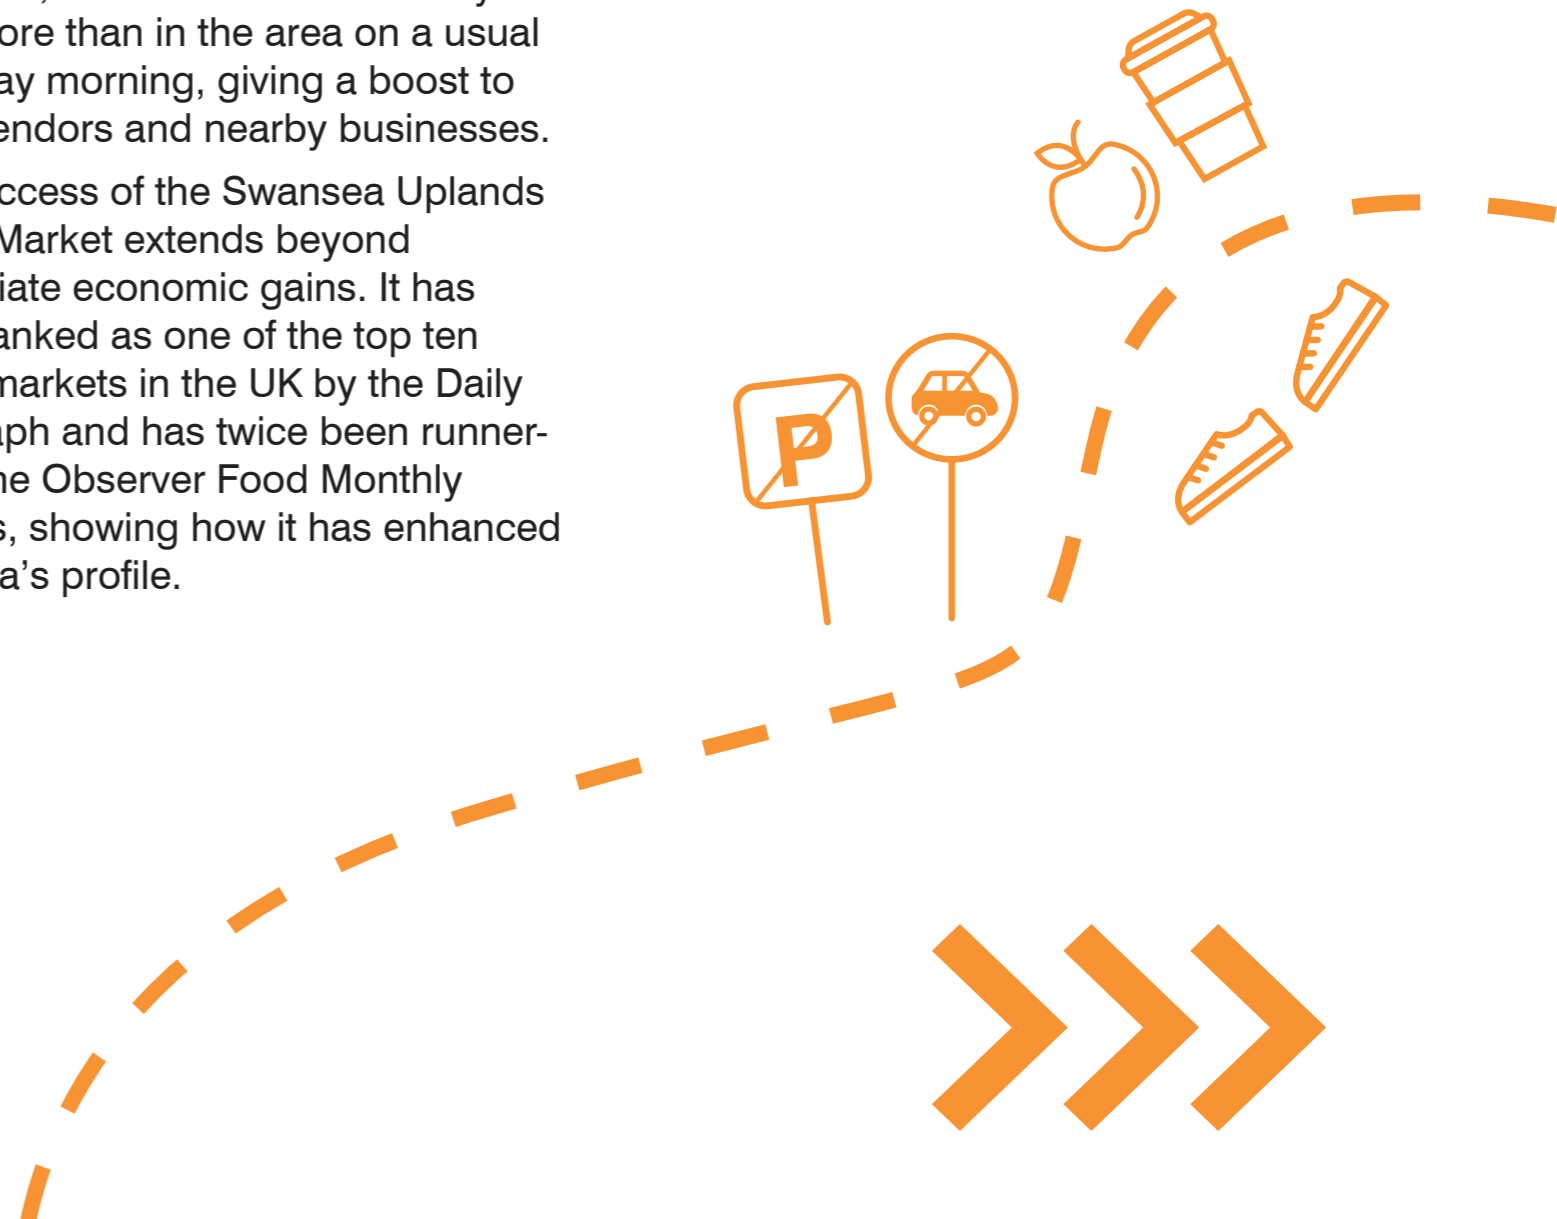 ore than in the area on a usual
ay morning, giving a boost to
endors and nearby businesses.
ccess of the Swansea Uplands
Market extends beyond
iate economic gains. It has
anked as one of the top ten
markets in the UK by the Daily
aph and has twice been runner-
ne Observer Food Monthly
s, showing how it has enhanced
a’s profile.
P